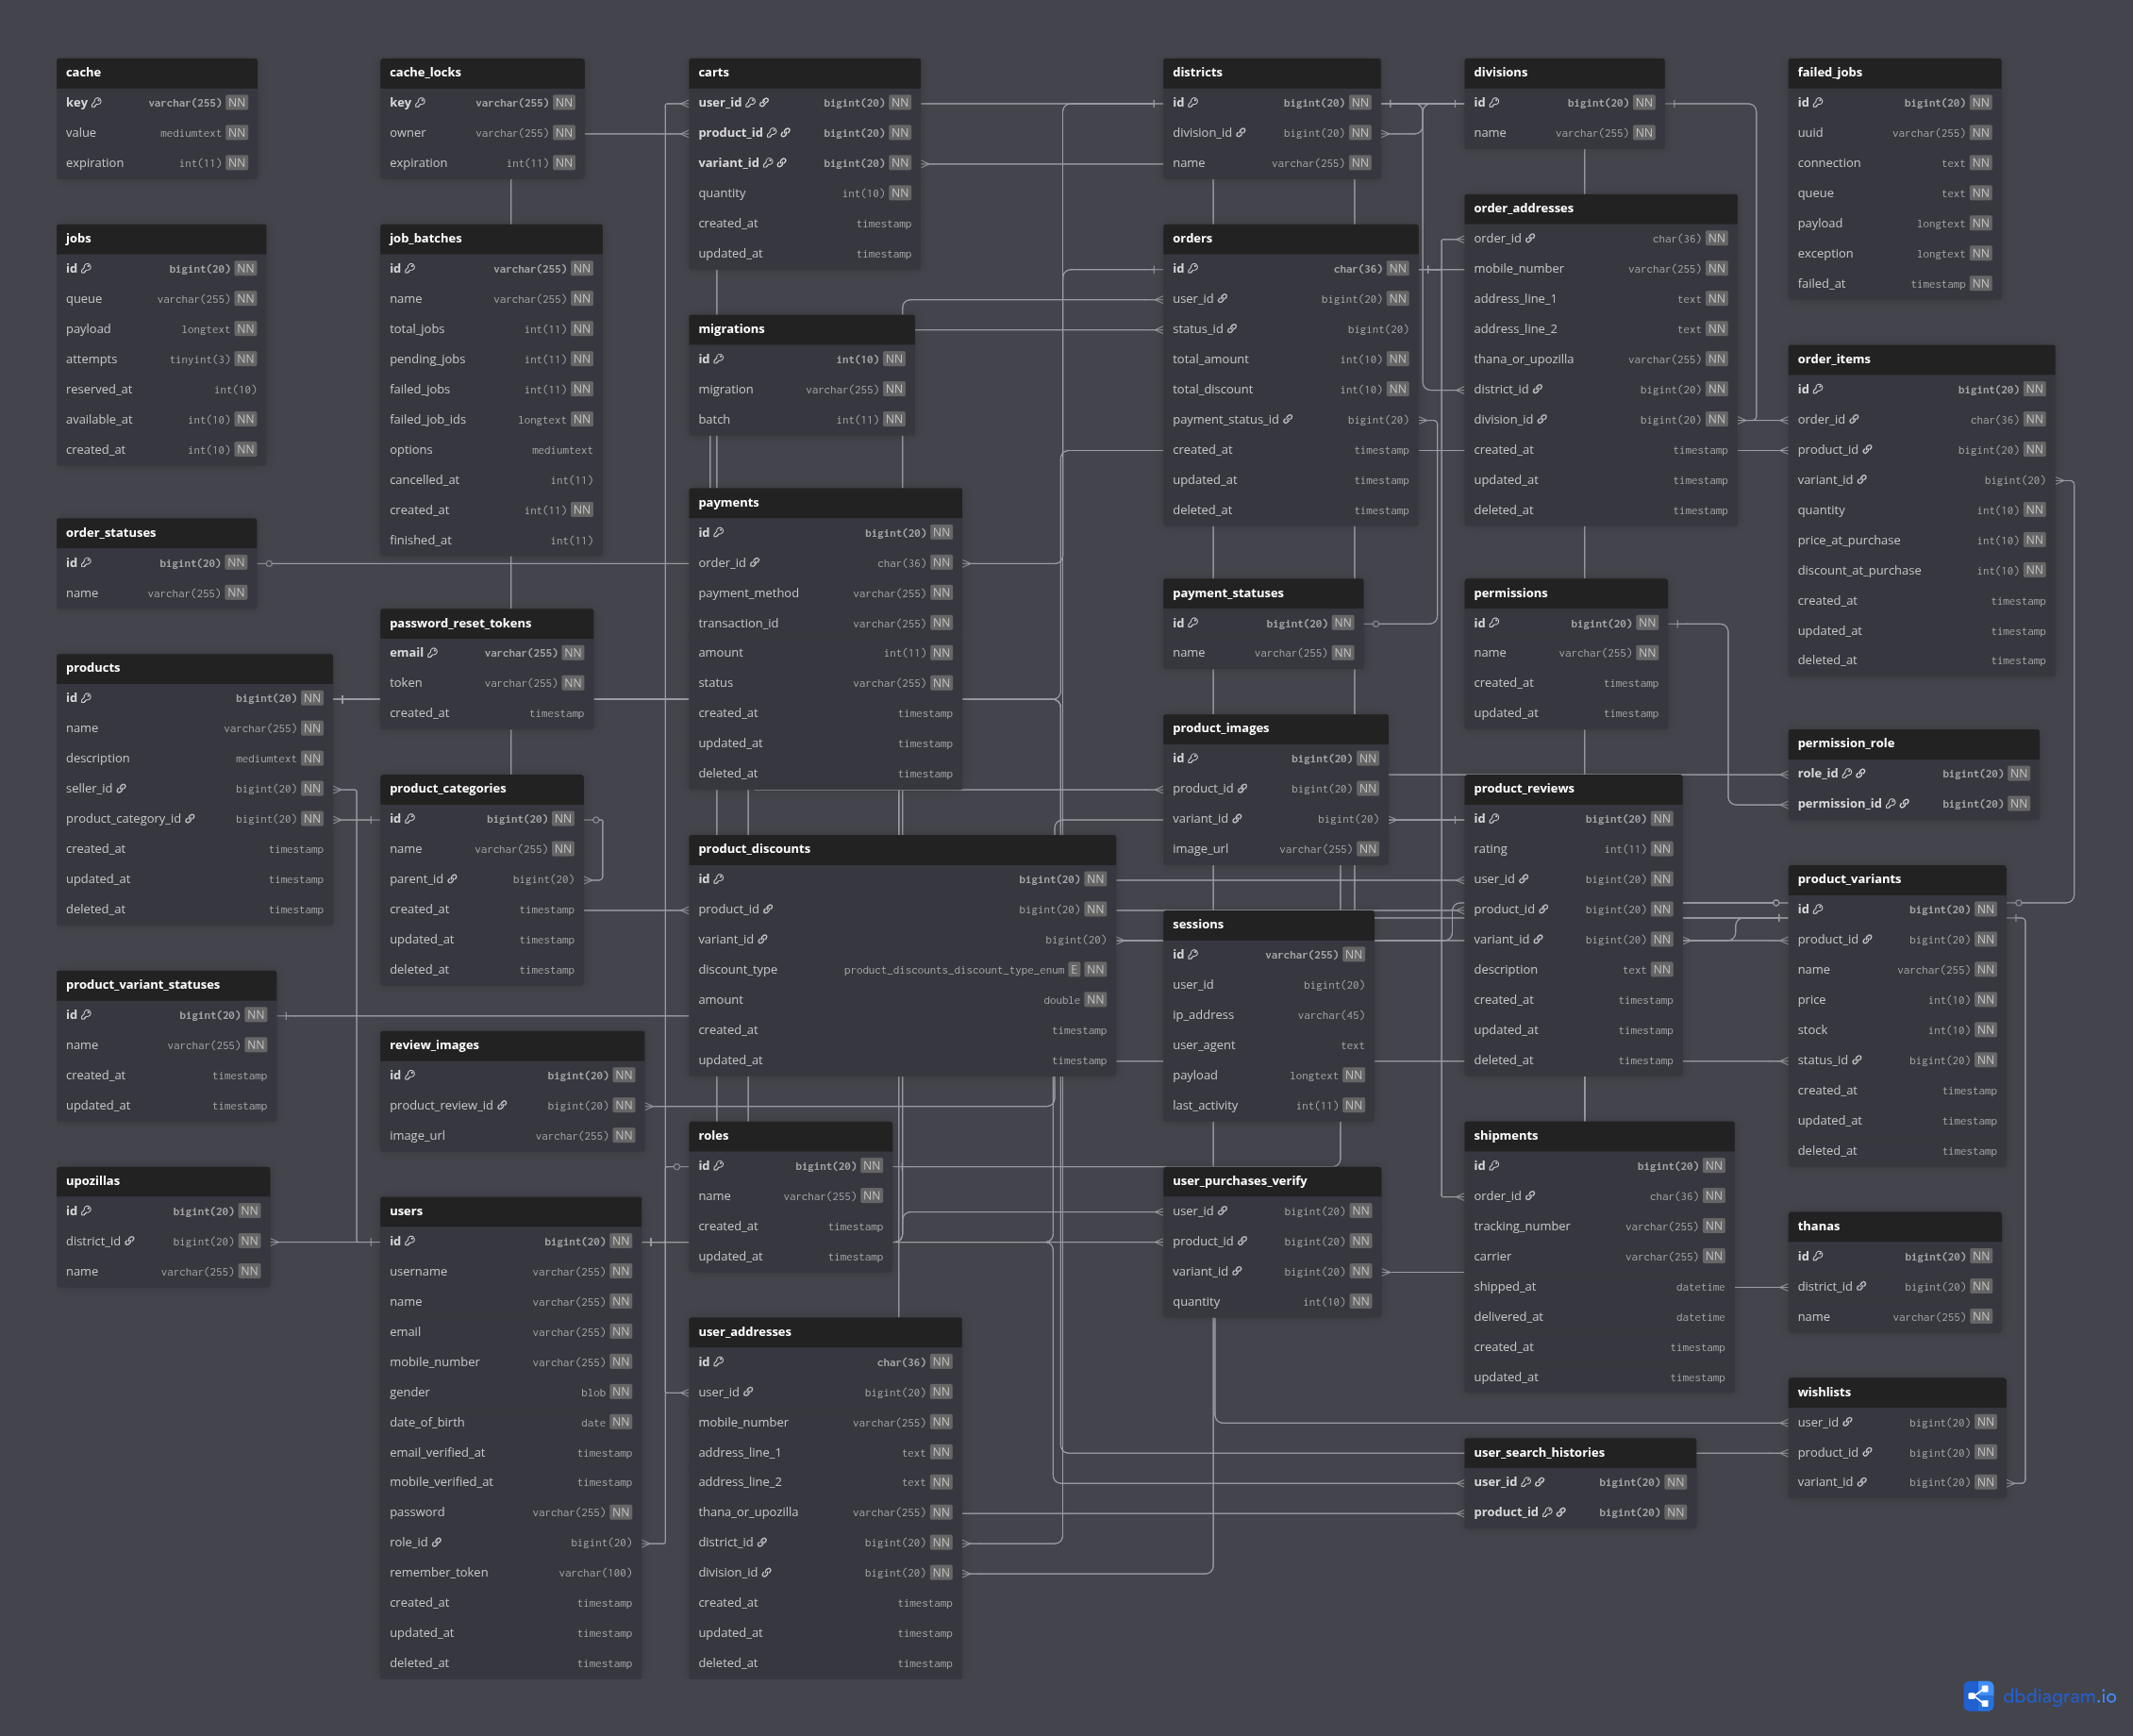 cache
key varchar(255) NN
value mediumtext NN
expiration int(11) NN
jobs
id bigint(20) NN
queue varchar(255) NN
payload longtext NN
attempts tinyint(3) NN
reserved_at int(10)
available_at int(10) NN
created_at int(10) NN
order_statuses
id bigint(20) NN
name varchar(255) NN
products
id bigint(20) NN
name varchar(255) NN
description mediumtext NN
seller_id bigint(20) NN
product_category_id bigint(20) NN
created_at timestamp
updated_at timestamp
deleted_at timestamp
product_variant_statuses
id bigint(20) NN
name varchar(255) NN
created_at timestamp
updated_at timestamp
upozillas
id bigint(20) NN
district_id bigint(20) NN
name varchar(255) NN
cache_locks
key varchar(255) NN
owner varchar(255) NN
expiration int(11) NN
job_batches
id varchar(255) NN
name varchar(255) NN
total_jobs int(11) NN
pending_jobs int(11) NN
failed_jobs int(11) NN
failed_job_ids longtext NN
options mediumtext
cancelled_at int(11)
created_at int(11) NN
finished_at int(11)
password_reset_tokens
email varchar(255) NN
token varchar(255) NN
created_at timestamp
product_categories
id bigint(20) NN
name varchar(255) NN
parent_id bigint(20)
created_at timestamp
updated_at timestamp
deleted_at timestamp
review_images
id bigint(20) NN
product_review_id bigint(20) NN
image_url varchar(255) NN
users
id bigint(20) NN
username varchar(255) NN
name varchar(255) NN
email varchar(255) NN
mobile_number varchar(255) NN
gender blob NN
date_of_birth date NN
email_verified_at timestamp
mobile_verified_at timestamp
password varchar(255) NN
role_id bigint(20)
remember_token varchar(100)
created_at timestamp
updated_at timestamp
deleted_at timestamp
carts
user_id bigint(20) NN
product_id bigint(20) NN
variant_id bigint(20) NN
quantity int(10) NN
created_at timestamp
updated_at timestamp
migrations
id int(10) NN
migration varchar(255) NN
batch int(11) NN
payments
id bigint(20) NN
order_id char(36) NN
payment_method varchar(255) NN
transaction_id varchar(255) NN
amount int(11) NN
status varchar(255) NN
created_at timestamp
updated_at timestamp
deleted_at timestamp
product_discounts
id bigint(20) NN
product_id bigint(20) NN
variant_id bigint(20)
discount_type product_discounts_discount_type_enum E NN
amount double NN
created_at timestamp
updated_at timestamp
roles
id bigint(20) NN
name varchar(255) NN
created_at timestamp
updated_at timestamp
user_addresses
id char(36) NN
user_id bigint(20) NN
mobile_number varchar(255) NN
address_line_1 text NN
address_line_2 text NN
thana_or_upozilla varchar(255) NN
district_id bigint(20) NN
division_id bigint(20) NN
created_at timestamp
updated_at timestamp
deleted_at timestamp
districts
id bigint(20) NN
division_id bigint(20) NN
name varchar(255) NN
orders
id char(36) NN
user_id bigint(20) NN
status_id bigint(20)
total_amount int(10) NN
total_discount int(10) NN
payment_status_id bigint(20)
created_at timestamp
updated_at timestamp
deleted_at timestamp
payment_statuses
id bigint(20) NN
name varchar(255) NN
product_images
id bigint(20) NN
product_id bigint(20) NN
variant_id bigint(20)
image_url varchar(255) NN
sessions
id varchar(255) NN
user_id bigint(20)
ip_address varchar(45)
user_agent text
payload longtext NN
last_activity int(11) NN
user_purchases_verify
user_id bigint(20) NN
product_id bigint(20) NN
variant_id bigint(20) NN
quantity int(10) NN
divisions
id bigint(20) NN
name varchar(255) NN
order_addresses
order_id char(36) NN
mobile_number varchar(255) NN
address_line_1 text NN
address_line_2 text NN
thana_or_upozilla varchar(255) NN
district_id bigint(20) NN
division_id bigint(20) NN
created_at timestamp
updated_at timestamp
deleted_at timestamp
permissions
id bigint(20) NN
name varchar(255) NN
created_at timestamp
updated_at timestamp
product_reviews
id bigint(20) NN
rating int(11) NN
user_id bigint(20) NN
product_id bigint(20) NN
variant_id bigint(20) NN
description text NN
created_at timestamp
updated_at timestamp
deleted_at timestamp
shipments
id bigint(20) NN
order_id char(36) NN
tracking_number varchar(255) NN
carrier varchar(255) NN
shipped_at datetime
delivered_at datetime
created_at timestamp
updated_at timestamp
user_search_histories
user_id bigint(20) NN
product_id bigint(20) NN
failed_jobs
id bigint(20) NN
uuid varchar(255) NN
connection text NN
queue text NN
payload longtext NN
exception longtext NN
failed_at timestamp NN
order_items
id bigint(20) NN
order_id char(36) NN
product_id bigint(20) NN
variant_id bigint(20)
quantity int(10) NN
price_at_purchase int(10) NN
discount_at_purchase int(10) NN
created_at timestamp
updated_at timestamp
deleted_at timestamp
permission_role
role_id bigint(20) NN
permission_id bigint(20) NN
product_variants
id bigint(20) NN
product_id bigint(20) NN
name varchar(255) NN
price int(10) NN
stock int(10) NN
status_id bigint(20) NN
created_at timestamp
updated_at timestamp
deleted_at timestamp
thanas
id bigint(20) NN
district_id bigint(20) NN
name varchar(255) NN
wishlists
user_id bigint(20) NN
product_id bigint(20) NN
variant_id bigint(20) NN
dbdiagram.io